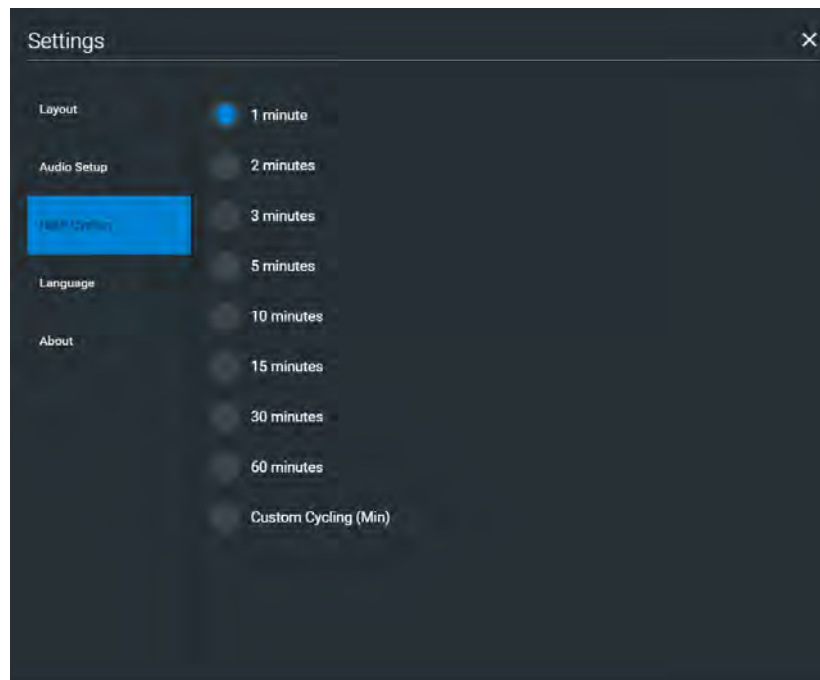 Settings
Layout
Audio Setup
Language
About
1 minute
2 minutes
3 minutes
5 minutes
10 minutes
15 minutes
30 minutes
60 minutes
Custom Cycling (Min)